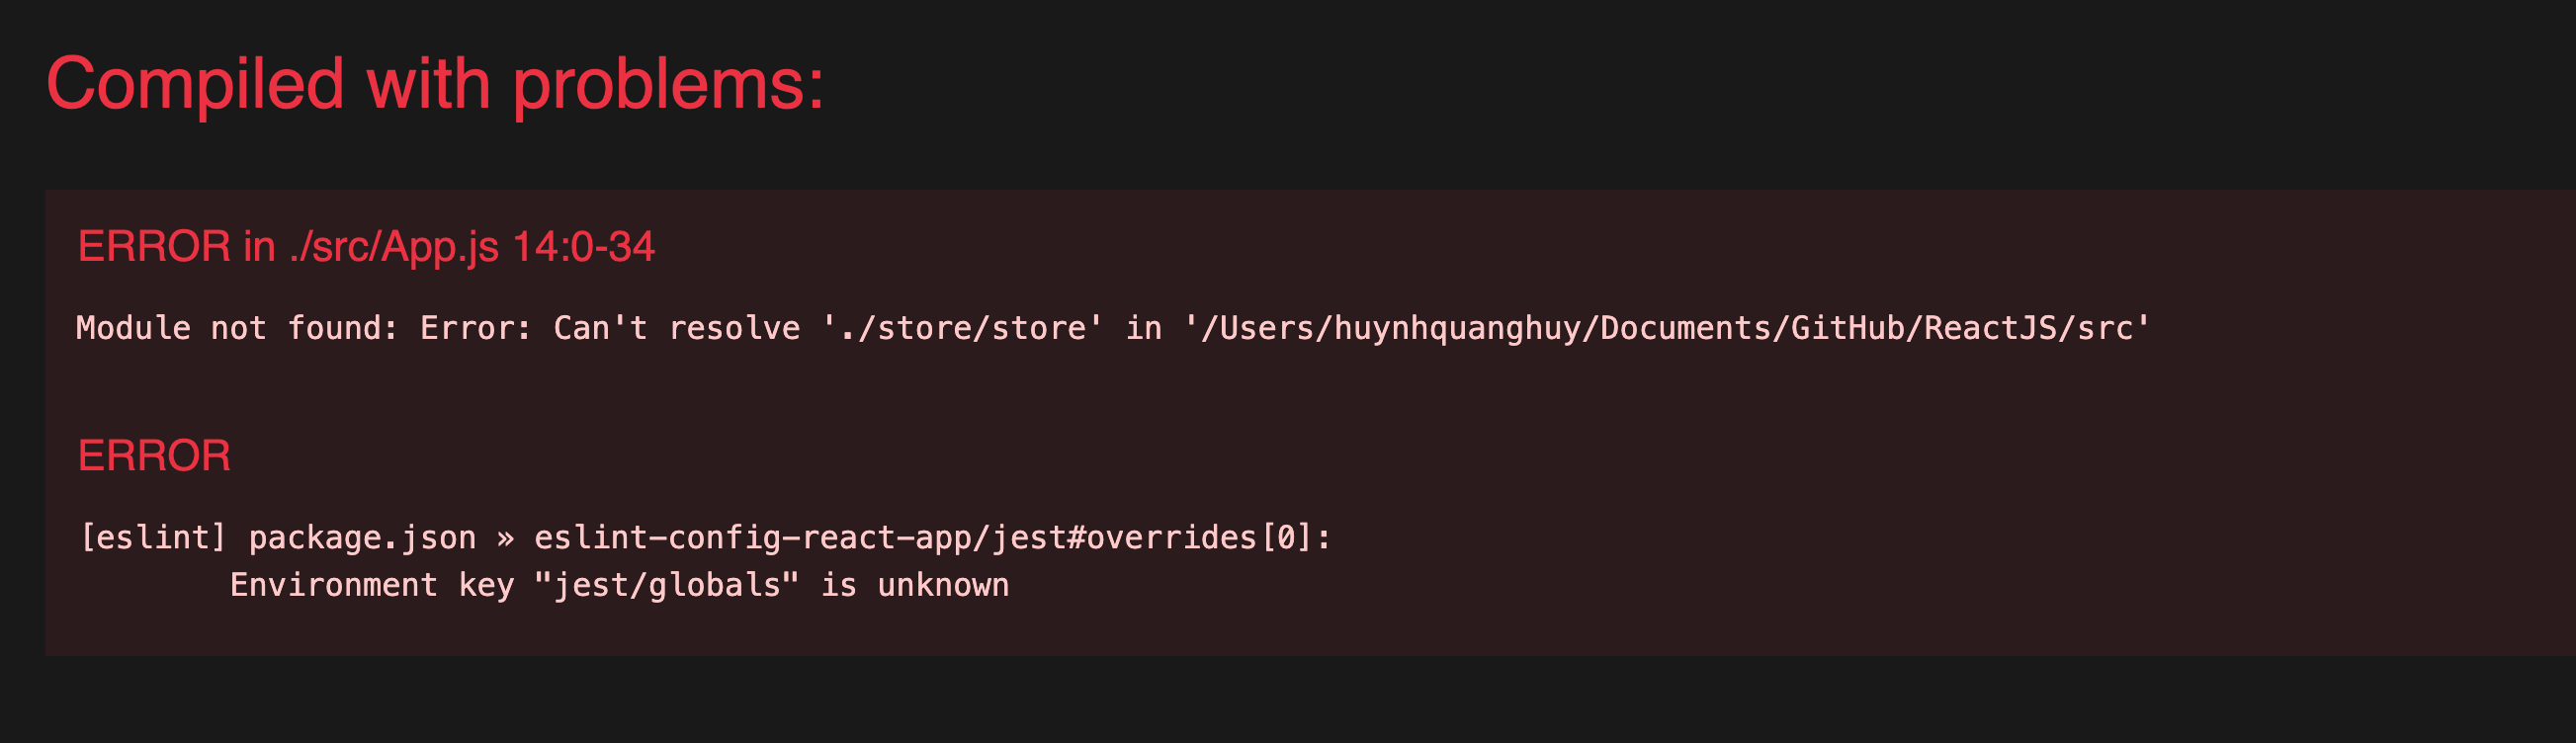 Compiled with problems:
ERROR in ./src/App.js 14:0-34
Module not found: Error: Can't resolve './store/store' in '/Users/huynhquanghuy/Documents/GitHub/ReactJS/src'
ERROR
[eslint] package.json » eslint-config-react-app/jest#overrides[0]:
Environment key "jest/globals" is unknown